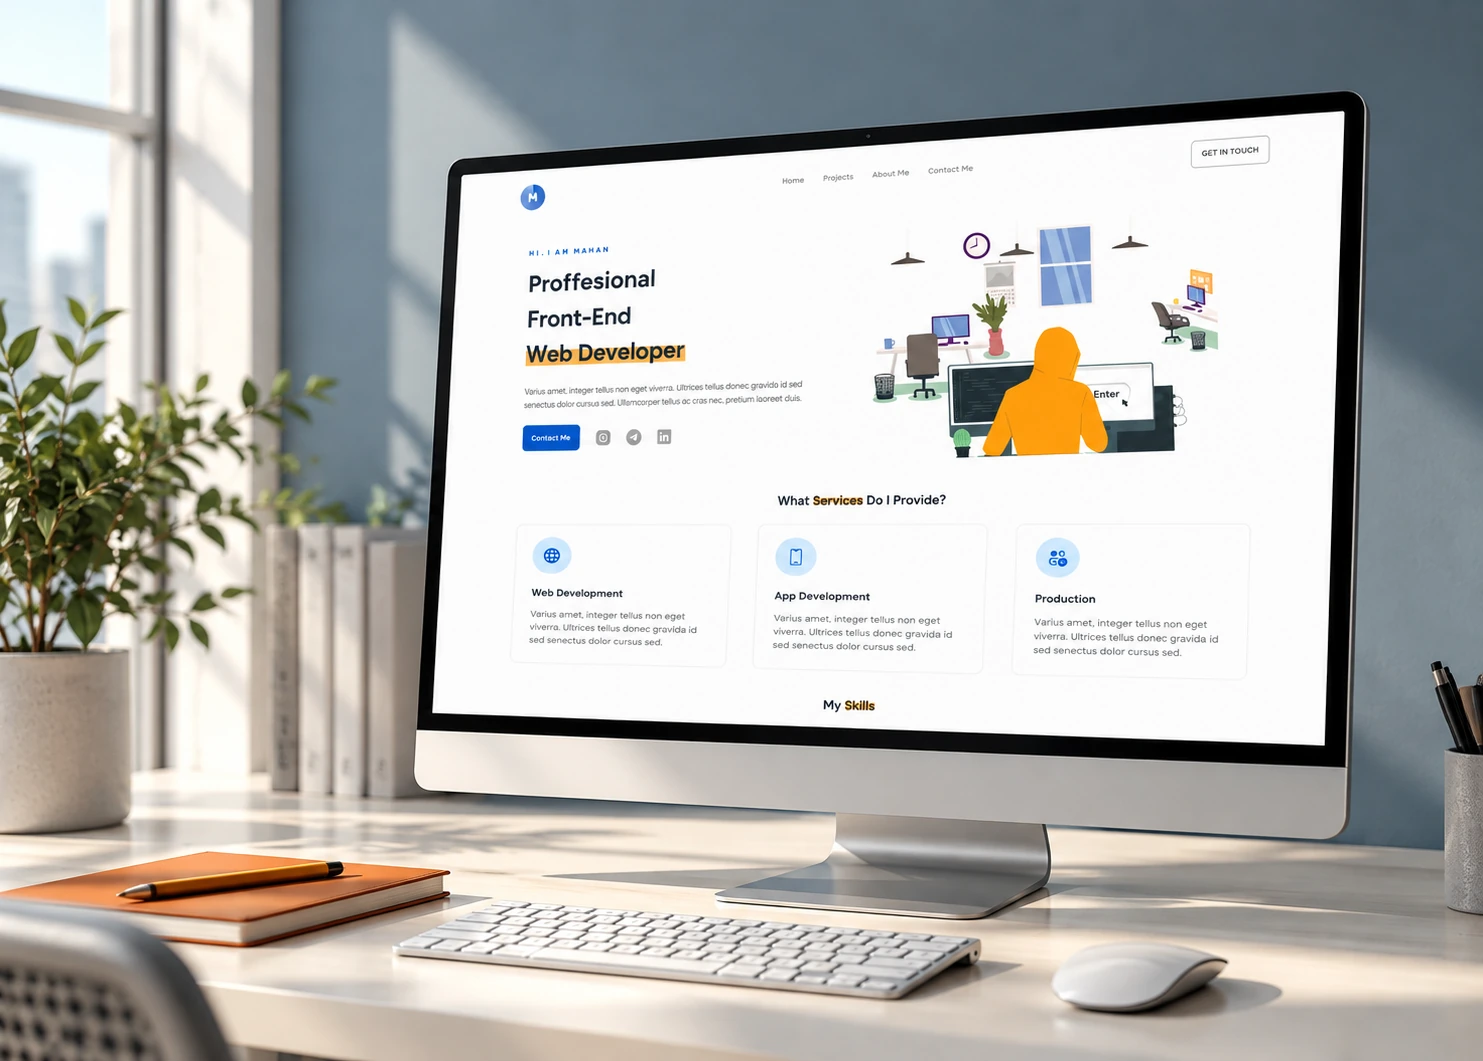 M
Home Projects About Me Contact Me
GET IN TOUCH
HI. I AM MAHAN
Proffesional
Front-End
Web Developer
Varius amet, integer tellus non eget viverra. Ultrices tellus donec gravida id sed
senectus dolor cursus sed. Ullamcorper tellus ac cras nec, pretium laoreet duis.
Contact Me
in
Enter
What Services Do I Provide?
Web Development
Varius amet, integer tellus non eget
viverra. Ultrices tellus donec gravida id
sed senectus dolor cursus sed.
App Development
Varius amet, integer tellus non eget
viverra. Ultrices tellus donec gravida id
sed senectus dolor cursus sed.
Production
Varius amet, integer tellus non eget
viverra. Ultrices tellus donec gravida id
sed senectus dolor cursus sed.
My Skills